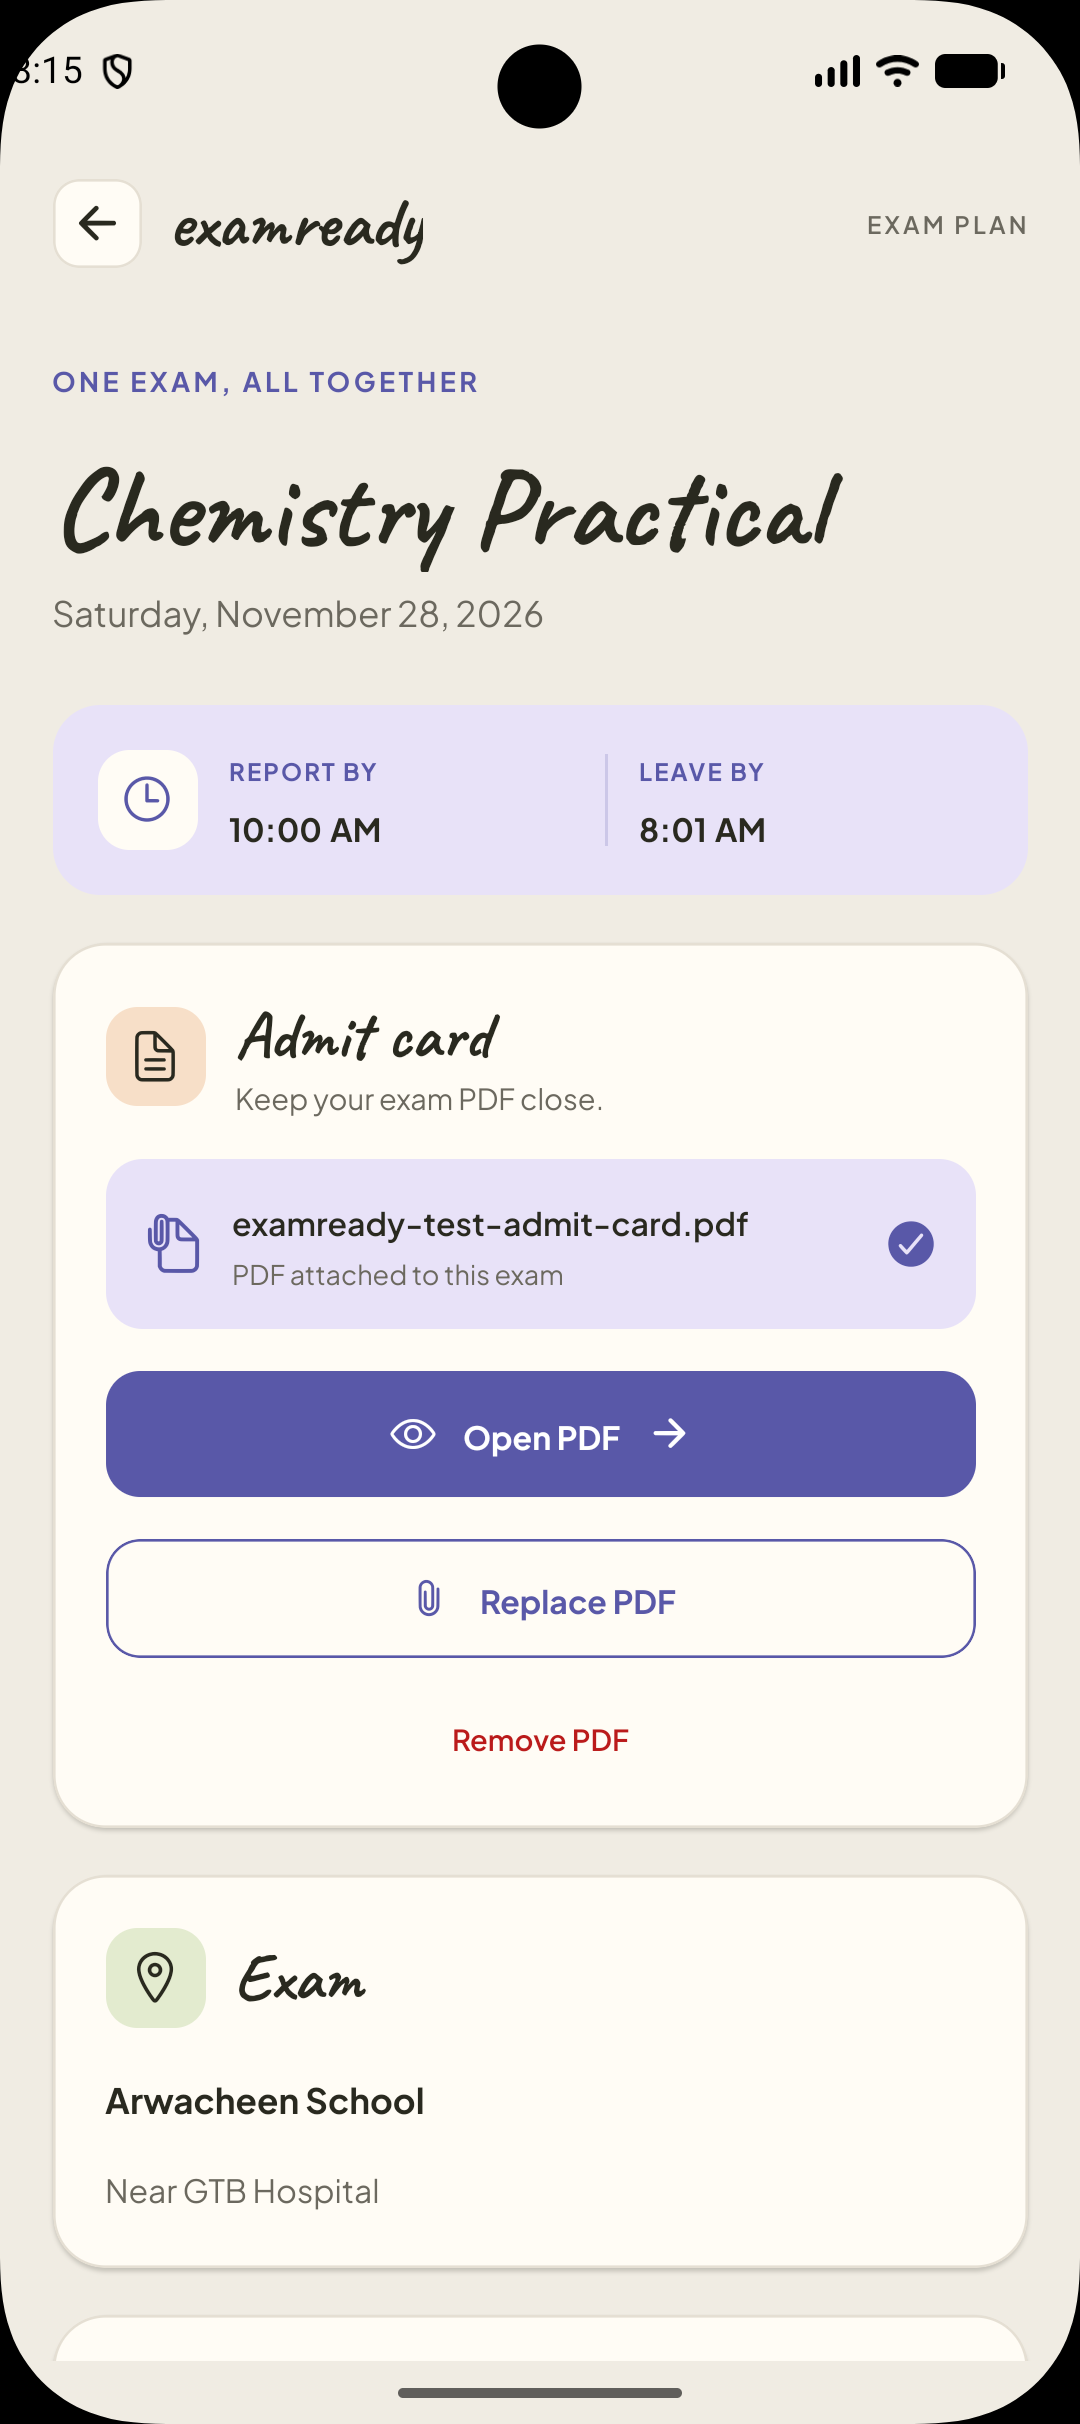 :15
examready
EXAM PLAN
ONE EXAM, ALL TOGETHER
Chemistry Practical
Saturday, November 28, 2026
REPORT BY
10:00 AM
LEAVE BY
8:01 AM
Admit card
Keep your exam PDF close.
examready-test-admit-card.pdf
PDF attached to this exam
Open PDF
Replace PDF
Remove PDF
Exam
Arwacheen School
Near GTB Hospital